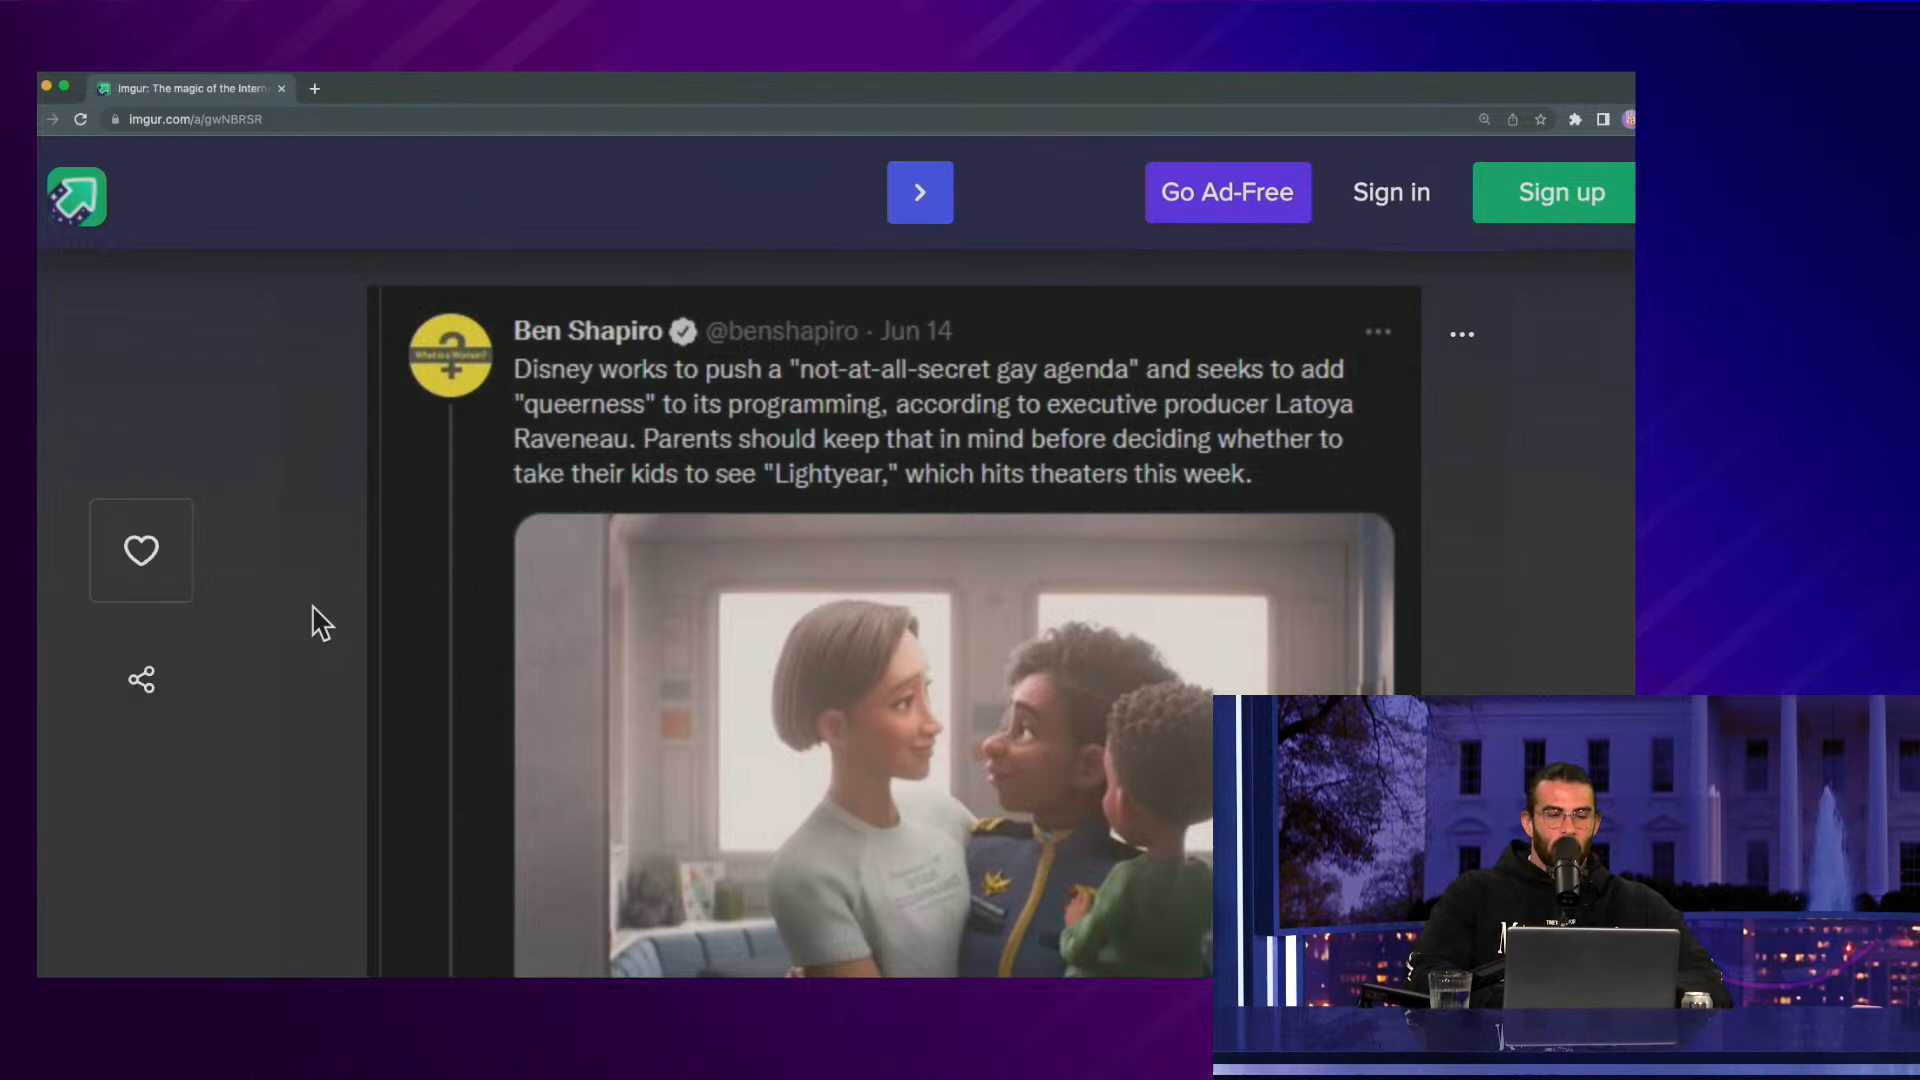 Imgur: The magic of the Intern
imgur.com/a/gwNBRSR
Go Ad-Free
Sign in
Sign up
Ben Shapiro @benshapiro · Jun 14
Disney works to push a "not-at-all-secret gay agenda" and seeks to add
"queerness" to its programming, according to executive producer Latoya
Raveneau. Parents should keep that in mind before deciding whether to
take their kids to see "Lightyear," which hits theaters this week.
What is a Woman?